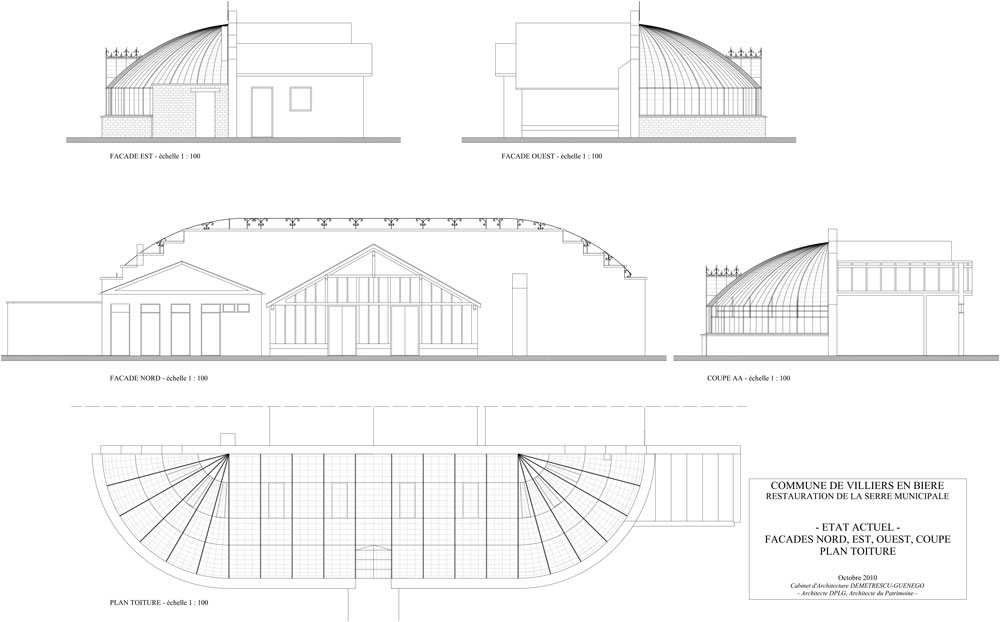 FACADE EST - échelle 1 : 100
FACADE OUEST - échelle 1 : 100
FACADE NORD - échelle 1 : 100
COUPE AA - échelle 1 : 100
PLAN TOITURE - échelle 1 : 100
COMMUNE DE VILLIERS EN BIERE
RESTAURATION DE LA SERRE MUNICIPALE
- ETAT ACTUEL -
FACADES NORD, EST, OUEST, COUPE
PLAN TOITURE
Octobre 2010
Cabinet d'Architecture DEMETRESCU-GUENEGO
- Architecte DPLG, Architecte du Patrimoine -